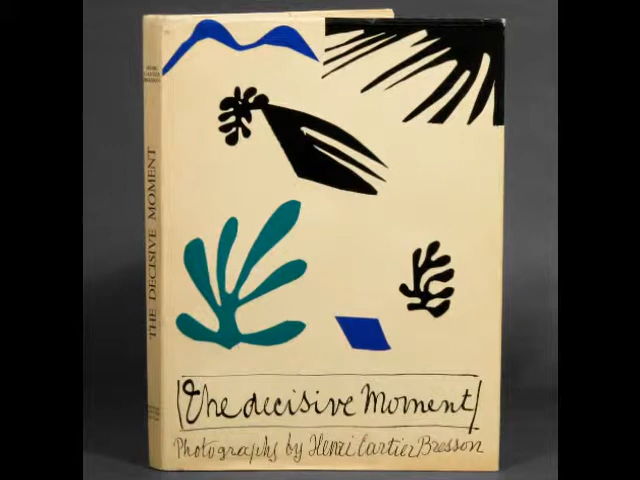 THE DECISIVE MOMENT
The decisive Moment
Photographs by Henri Cartier Bresson